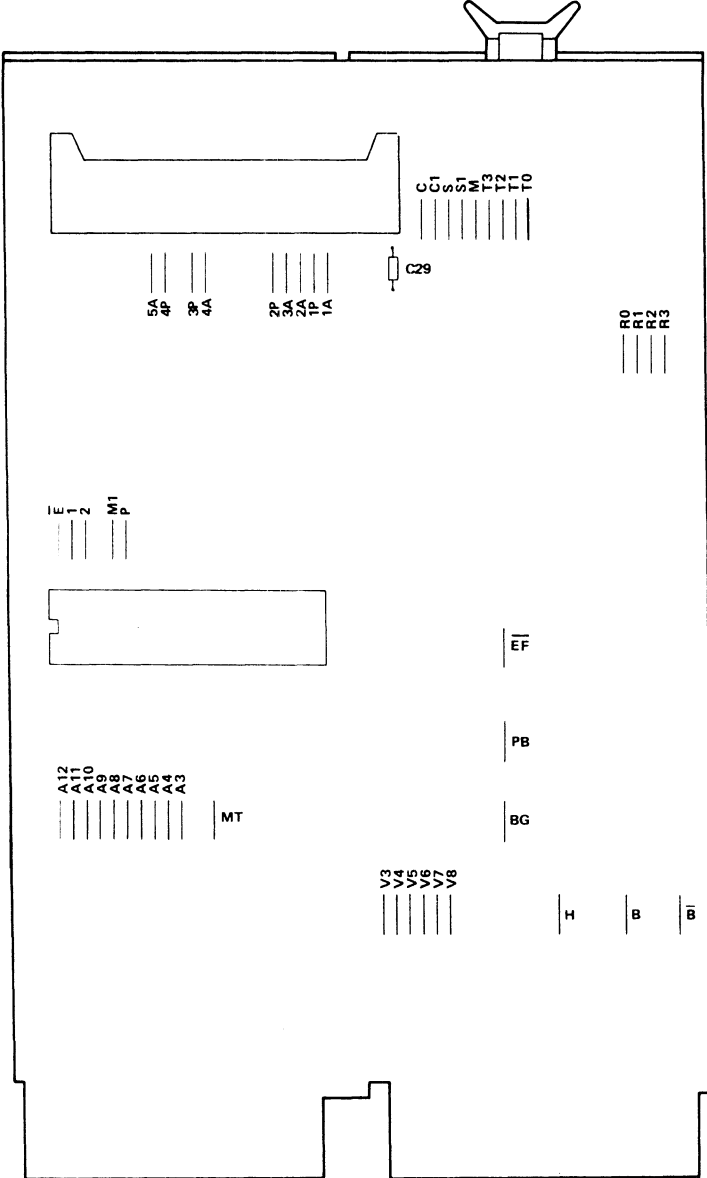 C
C1
S
S1
M
T3
T2
T1
T0
C29
5A
4P
3P
4A
2P
3A
2A
1P
1A
R0
R1
R2
R3
E̅
1
2
M1
P
E̅F̅
PB
A12
A11
A10
A9
A8
A7
A6
A5
A4
A3
MT
BG
V3
V4
V5
V6
V7
V8
H
B
B̅